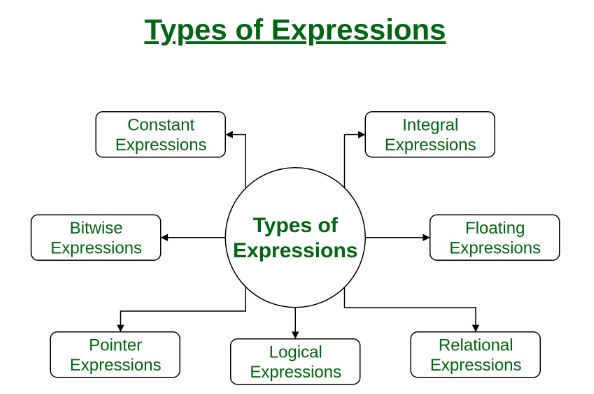 Types of Expressions
Constant
Expressions
Integral
Expressions
Bitwise
Expressions
Types of
Expressions
Floating
Expressions
Pointer
Expressions
Logical
Expressions
Relational
Expressions